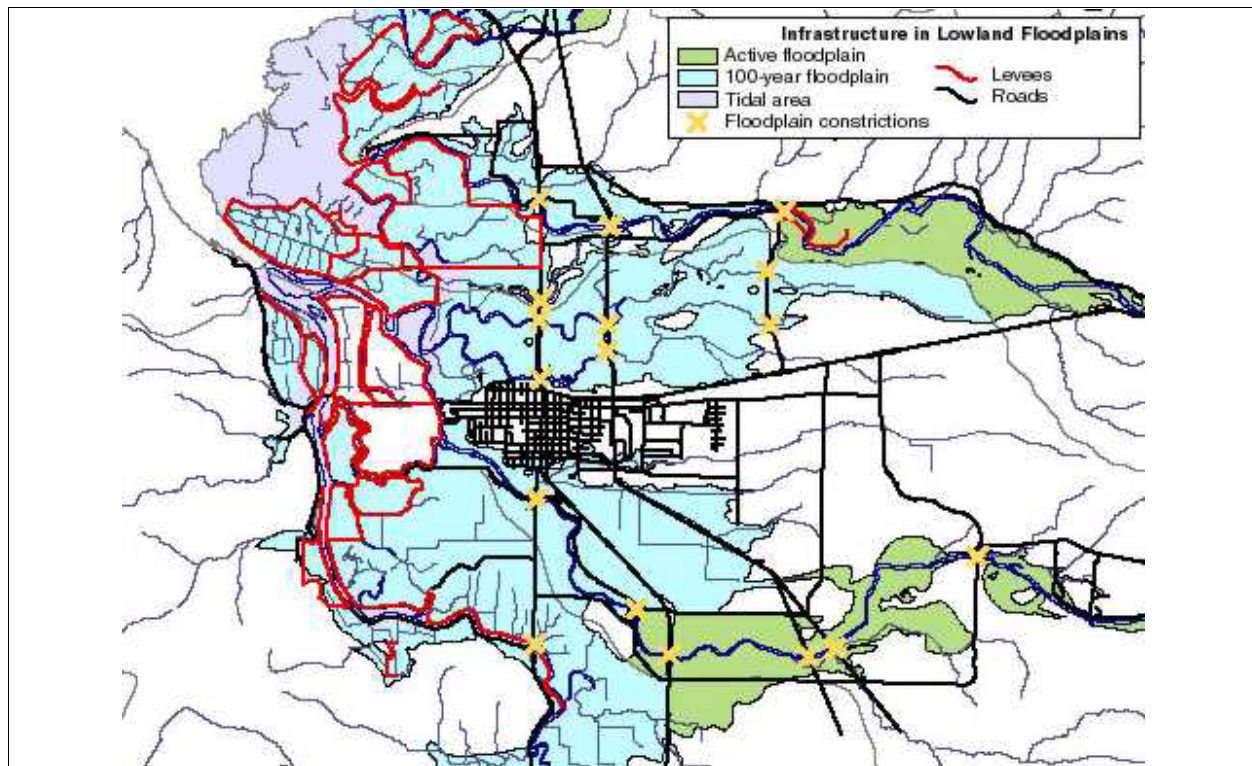 Infrastructure in Lowland Floodplains
Active floodplain
100-year floodplain
Tidal area
Floodplain constrictions
Levees
Roads